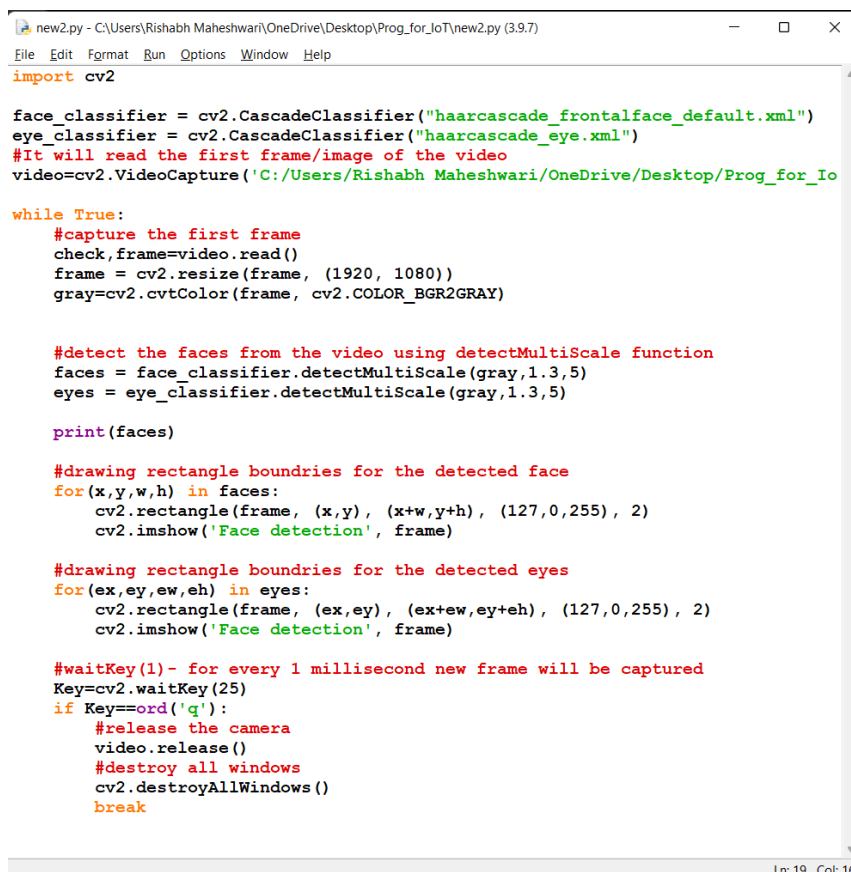 new2.py - C:\Users\Rishabh Maheshwari\OneDrive\Desktop\Prog_for_IoT\new2.py (3.9.7)
File Edit Format Run Options Window Help
import cv2

face_classifier = cv2.CascadeClassifier("haarcascade_frontalface_default.xml")
eye_classifier = cv2.CascadeClassifier("haarcascade_eye.xml")
#It will read the first frame/image of the video
video=cv2.VideoCapture('C:/Users/Rishabh Maheshwari/OneDrive/Desktop/Prog_for_Io

while True:
    #capture the first frame
    check,frame=video.read()
    frame = cv2.resize(frame, (1920, 1080))
    gray=cv2.cvtColor(frame, cv2.COLOR_BGR2GRAY)


    #detect the faces from the video using detectMultiScale function
    faces = face_classifier.detectMultiScale(gray,1.3,5)
    eyes = eye_classifier.detectMultiScale(gray,1.3,5)

    print(faces)

    #drawing rectangle boundries for the detected face
    for(x,y,w,h) in faces:
        cv2.rectangle(frame, (x,y), (x+w,y+h), (127,0,255), 2)
        cv2.imshow('Face detection', frame)

    #drawing rectangle boundries for the detected eyes
    for(ex,ey,ew,eh) in eyes:
        cv2.rectangle(frame, (ex,ey), (ex+ew,ey+eh), (127,0,255), 2)
        cv2.imshow('Face detection', frame)

    #waitKey(1)- for every 1 millisecond new frame will be captured
    Key=cv2.waitKey(25)
    if Key==ord('q'):
        #release the camera
        video.release()
        #destroy all windows
        cv2.destroyAllWindows()
        break
Ln: 19 Col: 16